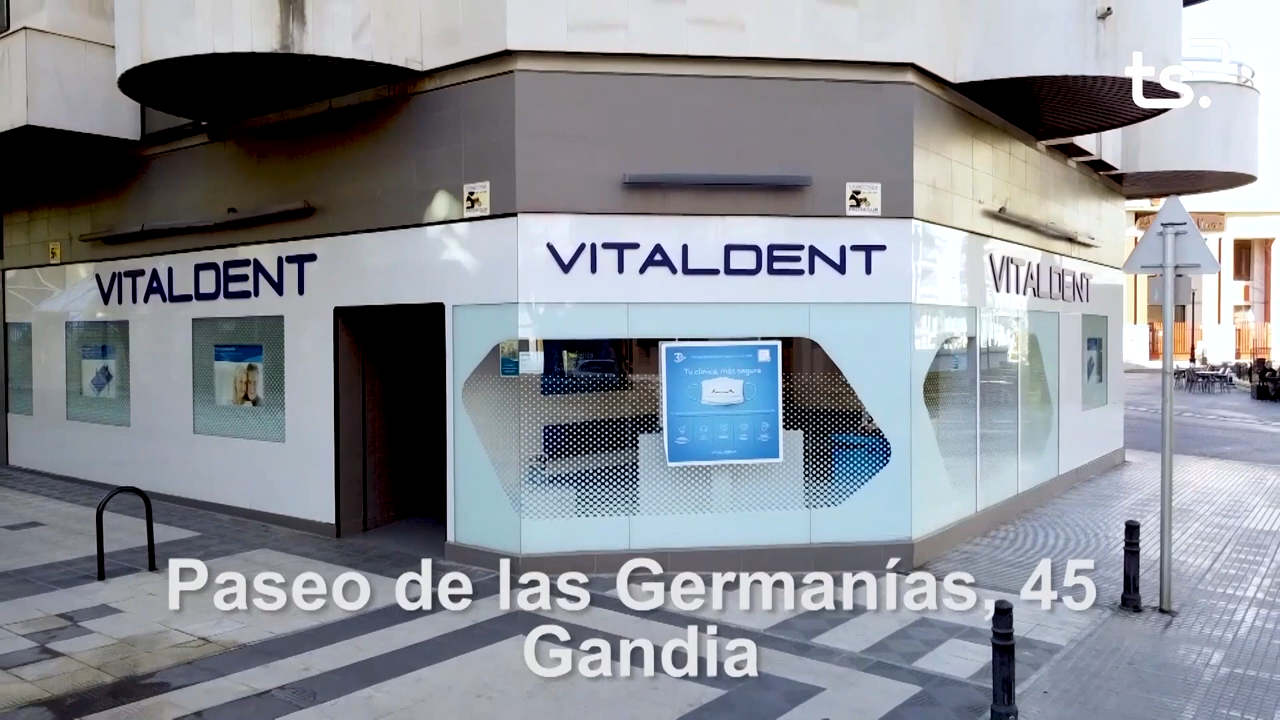 ts.
VITALDENT
VITALDENT
VITALDENT
Tu clínica, más segura
Paseo de las Germanías, 45
Gandia